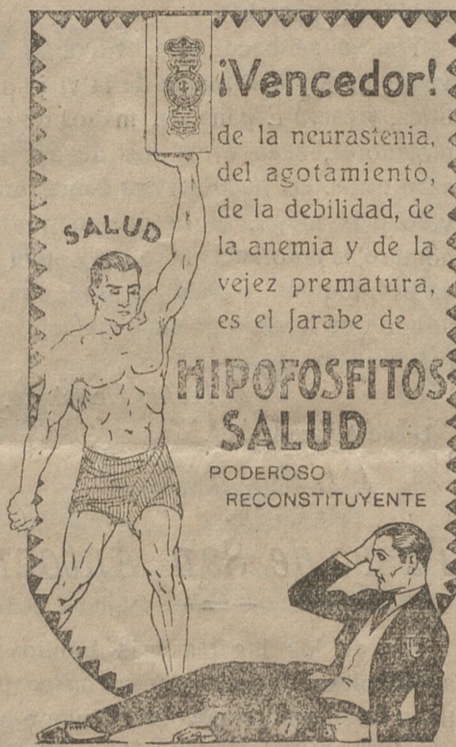 ¡Vencedor!
de la neurastenia,
del agotamiento,
de la debilidad, de
la anemia y de la
vejez prematura,
es el Jarabe de
HIPOFOSFITOS
SALUD
PODEROSO
RECONSTITUYENTE
SALUD